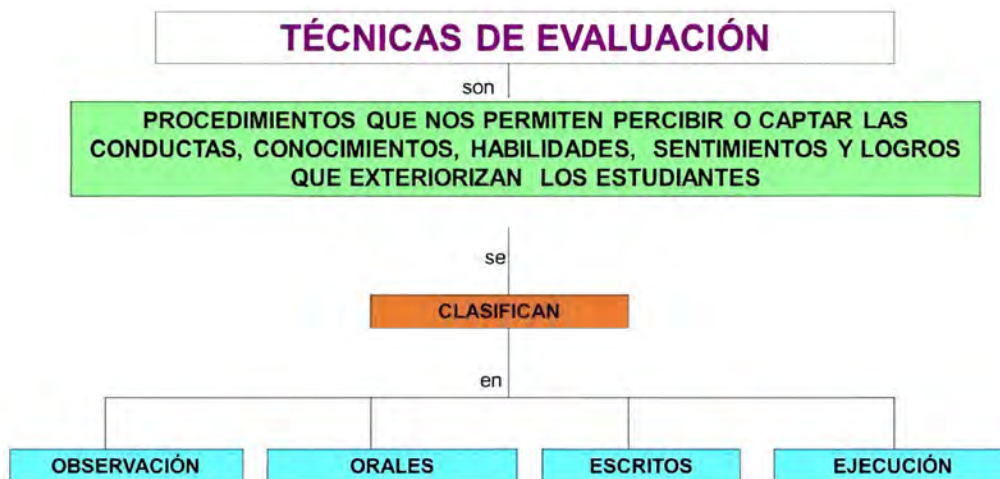 TÉCNICAS DE EVALUACIÓN
son
PROCEDIMIENTOS QUE NOS PERMITEN PERCIBIR O CAPTAR LAS
CONDUCTAS, CONOCIMIENTOS, HABILIDADES, SENTIMIENTOS Y LOGROS
QUE EXTERIORIZAN LOS ESTUDIANTES
se
CLASIFICAN
en
OBSERVACIÓN
ORALES
ESCRITOS
EJECUCIÓN